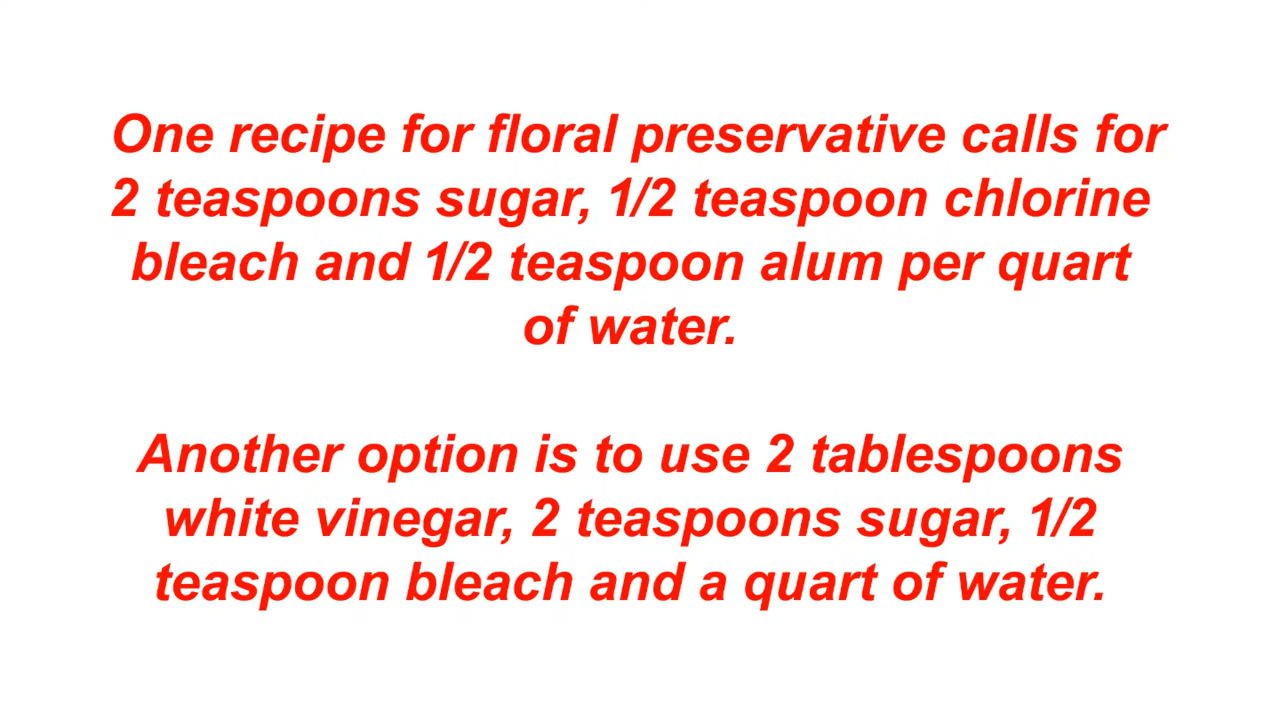 One recipe for floral preservative calls for
2 teaspoons sugar, 1/2 teaspoon chlorine
bleach and 1/2 teaspoon alum per quart
of water.
Another option is to use 2 tablespoons
white vinegar, 2 teaspoons sugar, 1/2
teaspoon bleach and a quart of water.